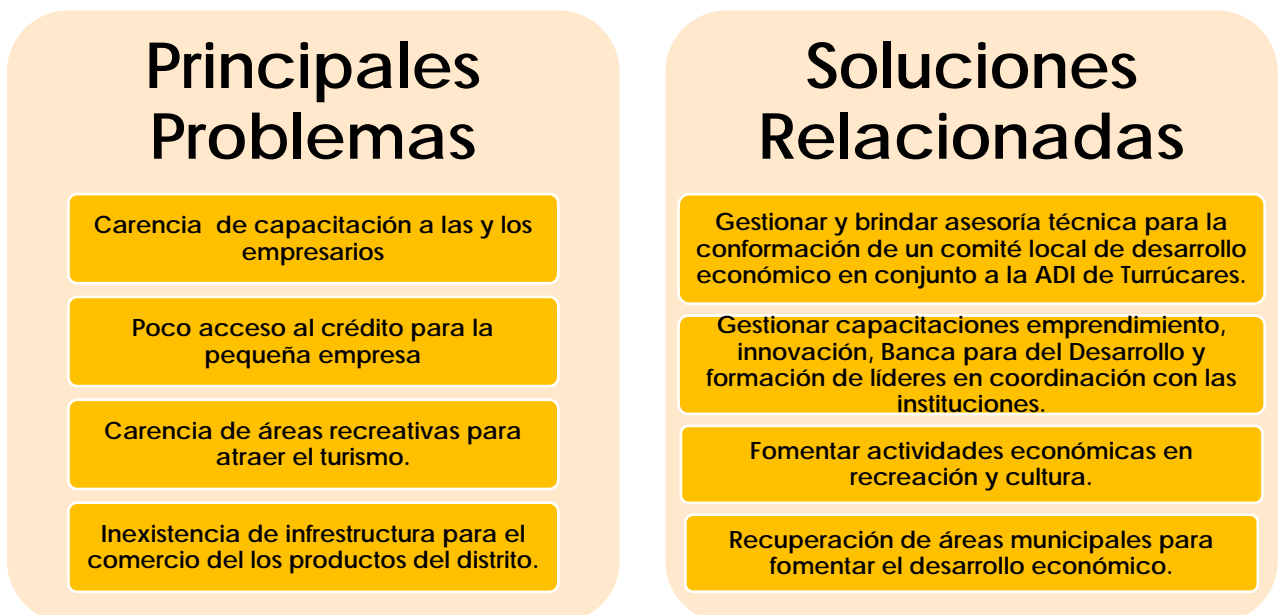 Principales
Problemas
Carencia de capacitación a las y los
empresarios
Poco acceso al crédito para la
pequeña empresa
Carencia de áreas recreativas para
atraer el turismo.
Inexistencia de infrestructura para el
comercio del los productos del distrito.
Soluciones
Relacionadas
Gestionar y brindar asesoría técnica para la
conformación de un comité local de desarrollo
económico en conjunto a la ADI de Turrúcares.
Gestionar capacitaciones emprendimiento,
innovación, Banca para del Desarrollo y
formación de líderes en coordinación con las
instituciones.
Fomentar actividades económicas en
recreación y cultura.
Recuperación de áreas municipales para
fomentar el desarrollo económico.